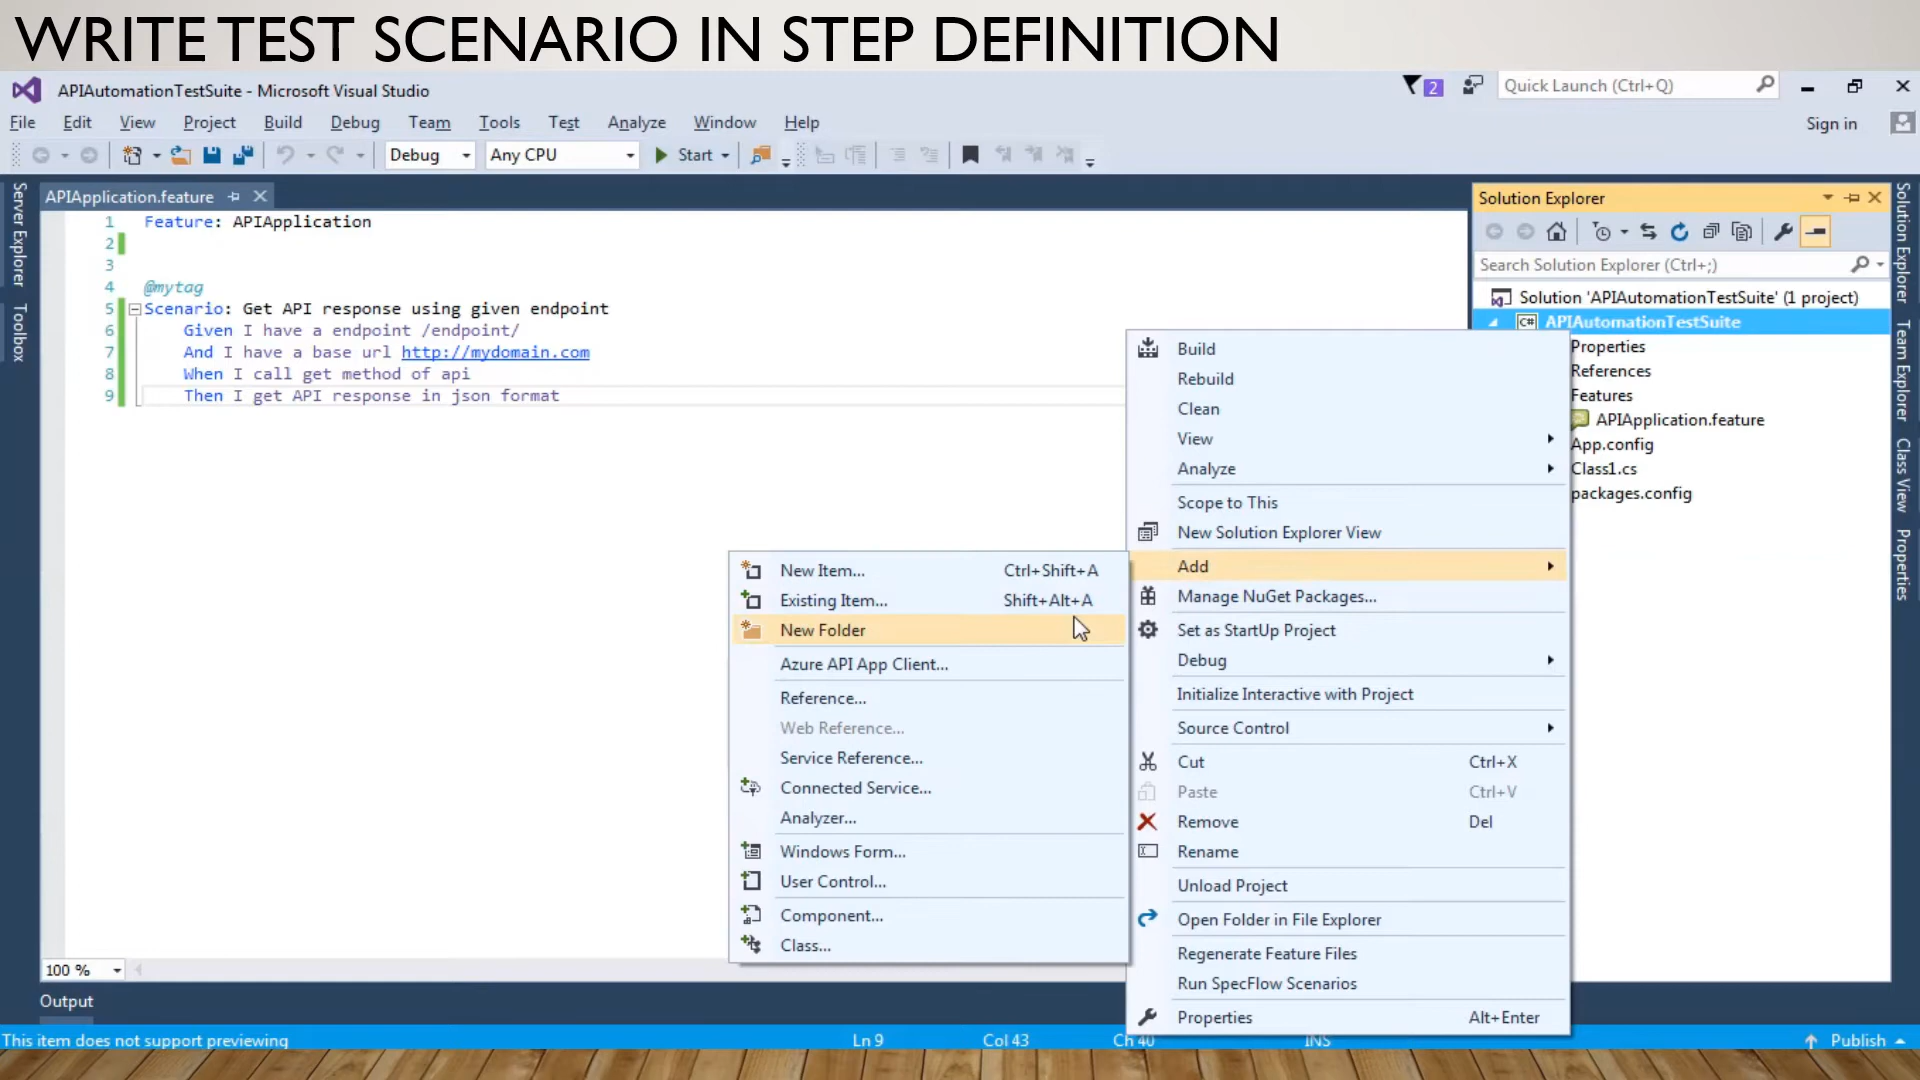 WRITE TEST SCENARIO IN STEP DEFINITION
APIAutomationTestSuite - Microsoft Visual Studio
2
Quick Launch (Ctrl+Q)
File Edit View Project Build Debug Team Tools Test Analyze Window Help
Sign in
Debug Any CPU Start
Server Explorer
Toolbox
APIApplication.feature
1 Feature: APIApplication
2
3
4 @mytag
5 Scenario: Get API response using given endpoint
6 Given I have a endpoint /endpoint/
7 And I have a base url http://mydomain.com
8 When I call get method of api
9 Then I get API response in json format
Solution Explorer
Search Solution Explorer (Ctrl+;)
Solution 'APIAutomationTestSuite' (1 project)
C# APIAutomationTestSuite
Properties
References
Features
APIApplication.feature
App.config
Class1.cs
packages.config
Solution Explorer
Team Explorer
Class View
Properties
Build
Rebuild
Clean
View
Analyze
Scope to This
New Solution Explorer View
Add
Manage NuGet Packages...
Set as StartUp Project
Debug
Initialize Interactive with Project
Source Control
Cut Ctrl+X
Paste Ctrl+V
Remove Del
Rename
Unload Project
Open Folder in File Explorer
Regenerate Feature Files
Run SpecFlow Scenarios
Properties Alt+Enter
New Item... Ctrl+Shift+A
Existing Item... Shift+Alt+A
New Folder
Azure API App Client...
Reference...
Web Reference...
Service Reference...
Connected Service...
Analyzer...
Windows Form...
User Control...
Component...
Class...
100 %
Output
This item does not support previewing Ln 9 Col 43 Ch 40 INS Publish